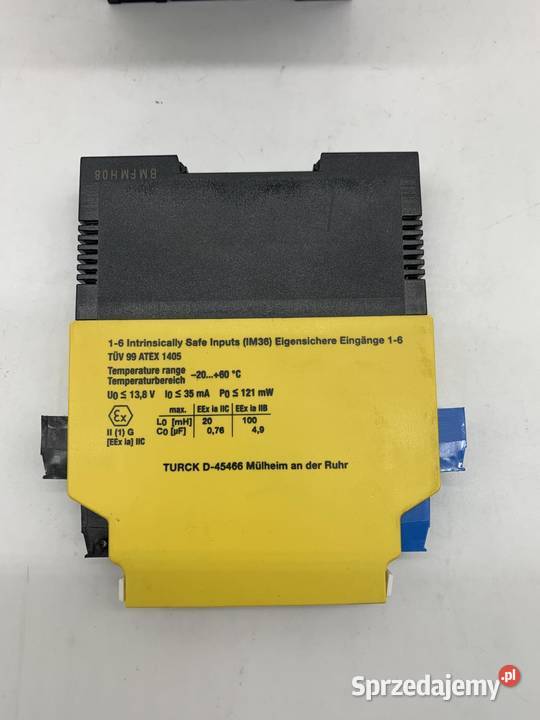 BMFMH08
1-6 Intrinsically Safe Inputs (IM36) Eigensichere Eingänge 1-6
TÜV 99 ATEX 1405
Temperature range
Temperaturbereich –20...+60 °C
U0 ≤ 13,8 V I0 ≤ 35 mA P0 ≤ 121 mW
Ex
max. EEx ia IIC EEx ia IIB
L0 [mH] 20 100
C0 [µF] 0,76 4,9
II (1) G
[EEx ia] IIC
TURCK D-45466 Mülheim an der Ruhr
Sprzedajemy.pl